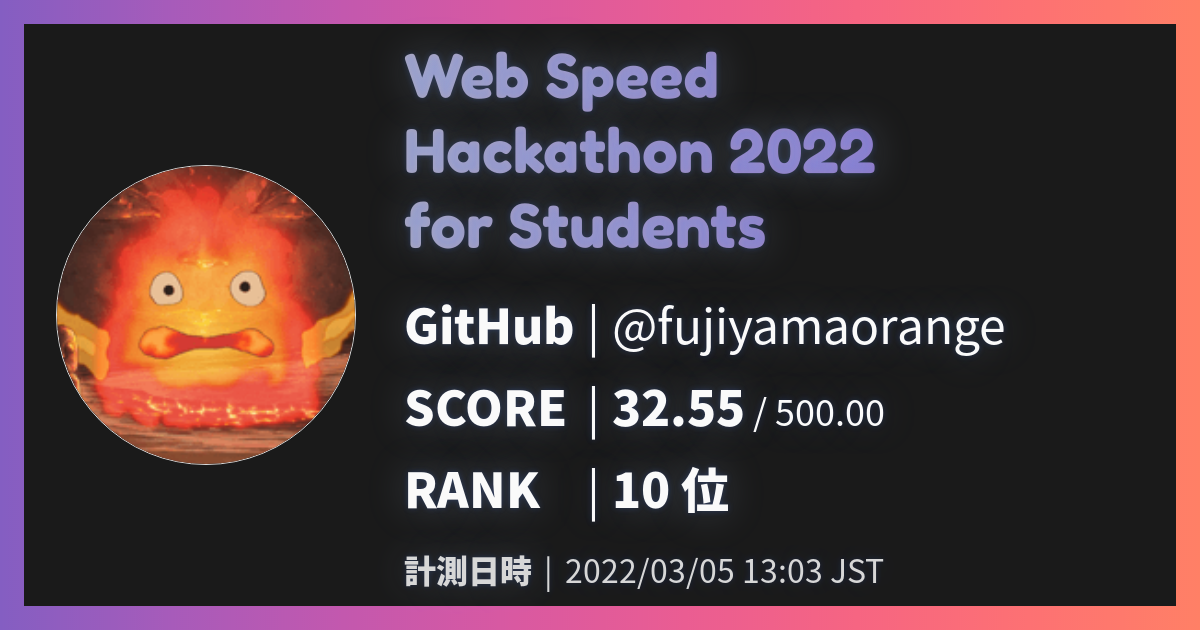 Web Speed
Hackathon 2022
for Students
GitHub | @fujiyamaorange
SCORE | 32.55 / 500.00
RANK | 10 位
計測日時 | 2022/03/05 13:03 JST